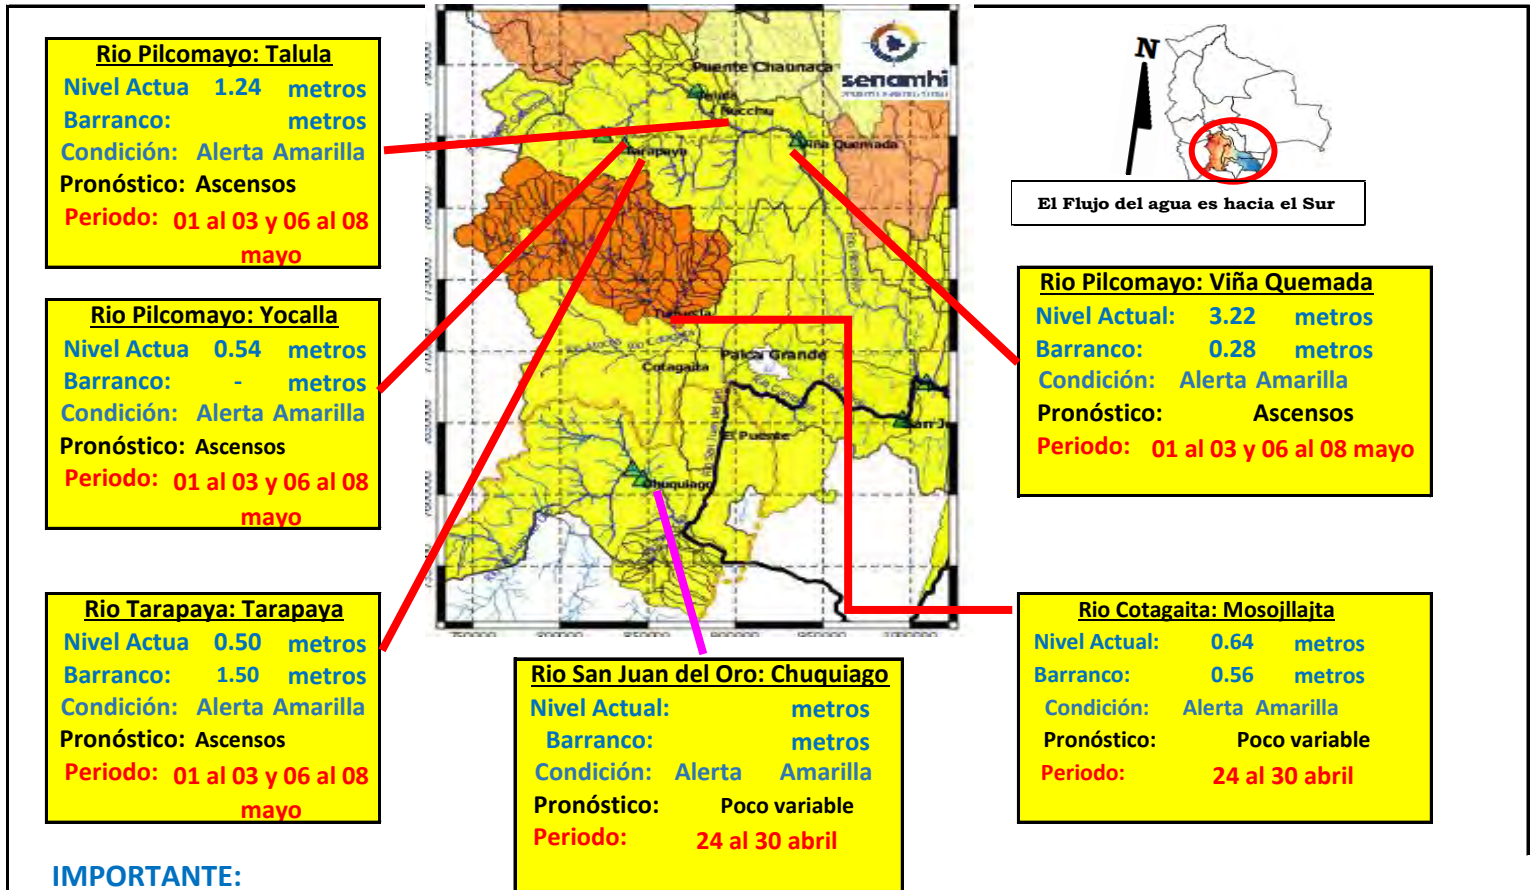 Rio Pilcomayo: Talula
Nivel Actua 1.24 metros
Barranco: metros
Condición: Alerta Amarilla
Pronóstico: Ascensos
Periodo: 01 al 03 y 06 al 08
mayo
Rio Pilcomayo: Yocalla
Nivel Actua 0.54 metros
Barranco: - metros
Condición: Alerta Amarilla
Pronóstico: Ascensos
Periodo: 01 al 03 y 06 al 08
mayo
Rio Tarapaya: Tarapaya
Nivel Actua 0.50 metros
Barranco: 1.50 metros
Condición: Alerta Amarilla
Pronóstico: Ascensos
Periodo: 01 al 03 y 06 al 08
mayo
IMPORTANTE:
senamhi
Puente Chaunaca
Tarapaya
Viña Quemada
Palca Grande
Cotagaita
El Puente
Chuquiago
Rio San Juan del Oro: Chuquiago
Nivel Actual: metros
Barranco: metros
Condición: Alerta Amarilla
Pronóstico: Poco variable
Periodo: 24 al 30 abril
N
El Flujo del agua es hacia el Sur
Rio Pilcomayo: Viña Quemada
Nivel Actual: 3.22 metros
Barranco: 0.28 metros
Condición: Alerta Amarilla
Pronóstico: Ascensos
Periodo: 01 al 03 y 06 al 08 mayo
Rio Cotagaita: Mosojllajta
Nivel Actual: 0.64 metros
Barranco: 0.56 metros
Condición: Alerta Amarilla
Pronóstico: Poco variable
Periodo: 24 al 30 abril